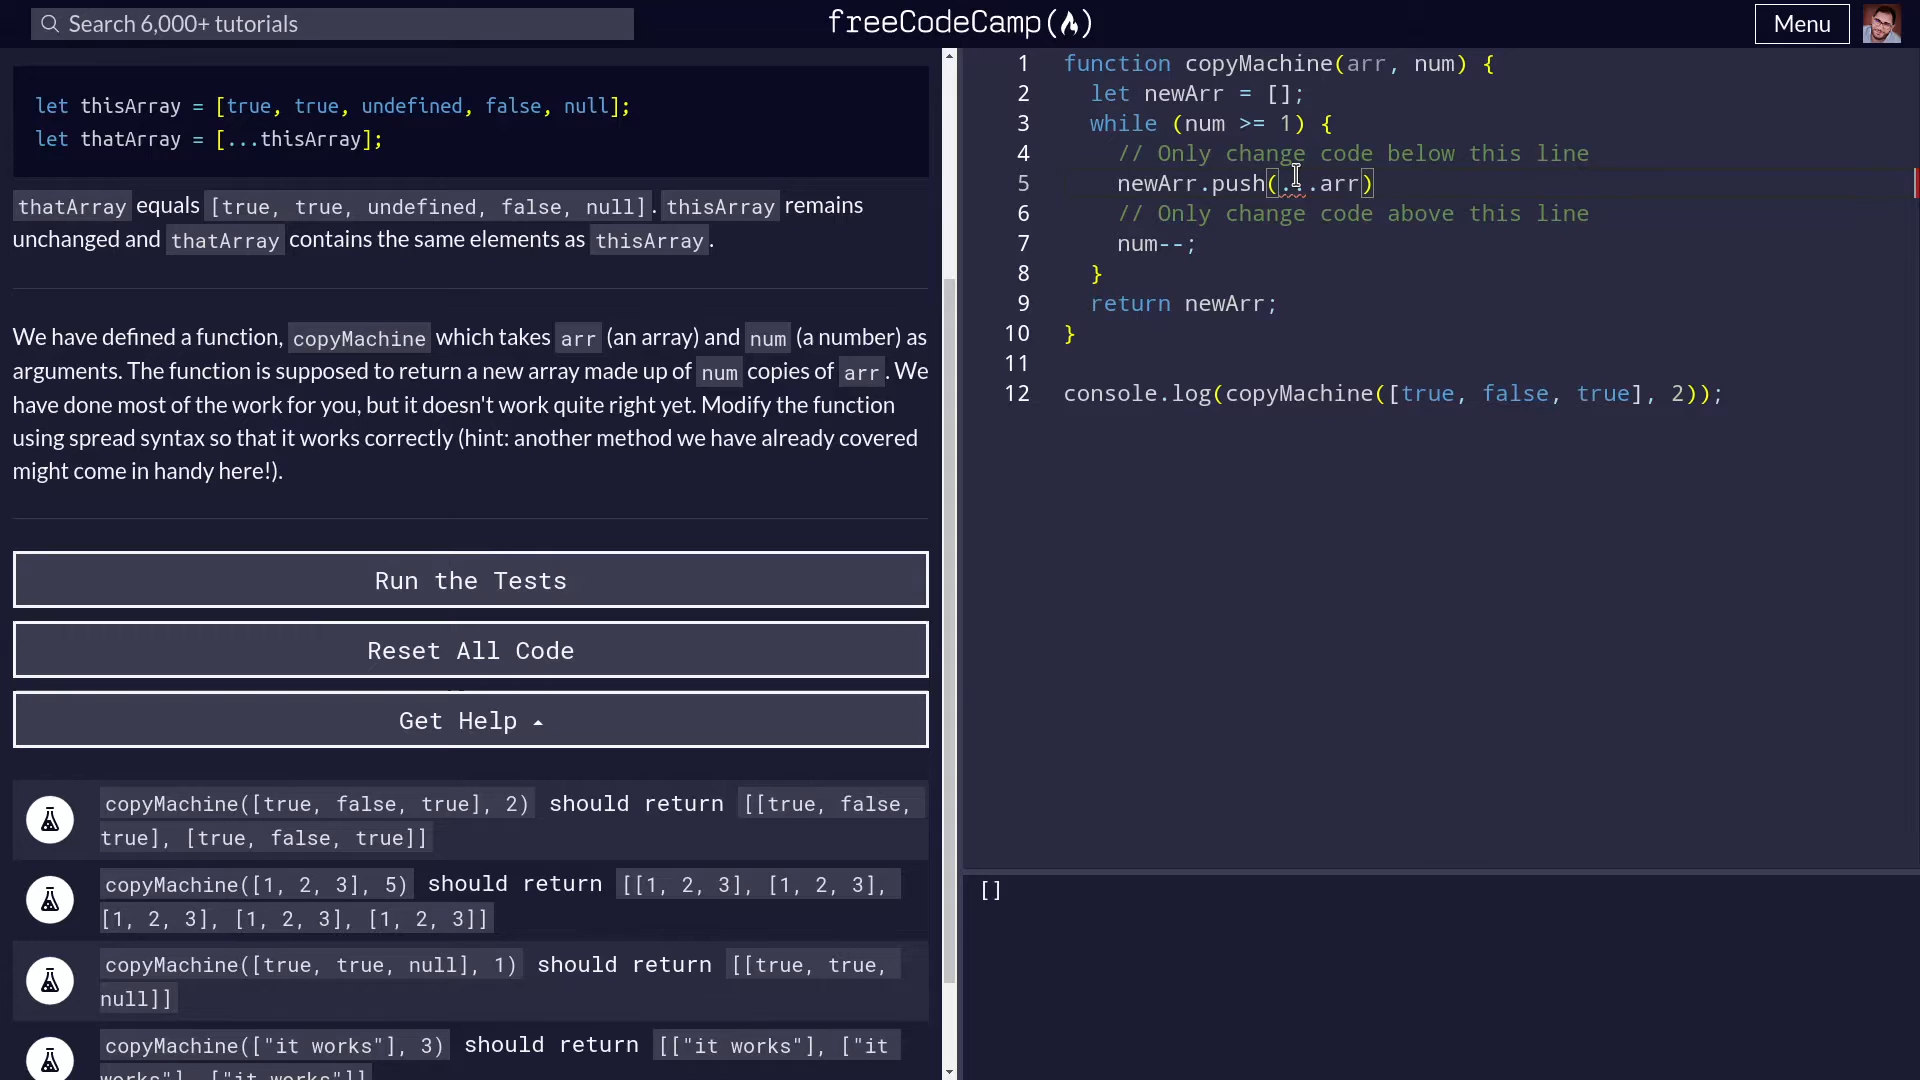 Search 6,000+ tutorials
freeCodeCamp(🔥)
Menu
let thisArray = [true, true, undefined, false, null];
let thatArray = [...thisArray];
thatArray equals [true, true, undefined, false, null]. thisArray remains
unchanged and thatArray contains the same elements as thisArray.
We have defined a function, copyMachine which takes arr (an array) and num (a number) as
arguments. The function is supposed to return a new array made up of num copies of arr. We
have done most of the work for you, but it doesn't work quite right yet. Modify the function
using spread syntax so that it works correctly (hint: another method we have already covered
might come in handy here!).
Run the Tests
Reset All Code
Get Help
copyMachine([true, false, true], 2) should return [[true, false,
true], [true, false, true]]
copyMachine([1, 2, 3], 5) should return [[1, 2, 3], [1, 2, 3],
[1, 2, 3], [1, 2, 3], [1, 2, 3]]
copyMachine([true, true, null], 1) should return [[true, true,
null]]
copyMachine(["it works"], 3) should return [["it works"], ["it
works"], ["it works"]]
1 function copyMachine(arr, num) {
2 let newArr = [];
3 while (num >= 1) {
4 // Only change code below this line
5 newArr.push(...arr)
6 // Only change code above this line
7 num--;
8 }
9 return newArr;
10 }
11
12 console.log(copyMachine([true, false, true], 2));
[]